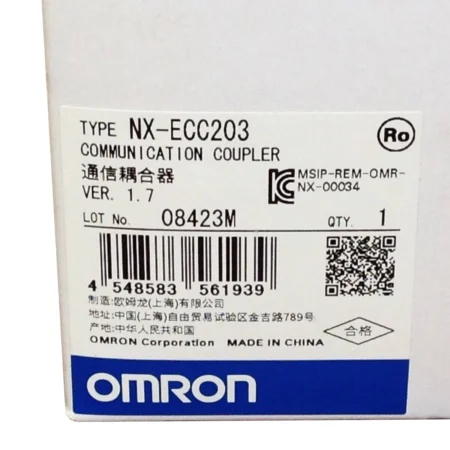 TYPE NX-ECC203
Ro
COMMUNICATION COUPLER
通信耦合器
VER. 1.7
MSIP-REM-OMR-
NX-00034
LOT No. 08423M QTY. 1
4 548583 561939
制造:欧姆龙(上海)有限公司
地址:中国(上海)自由贸易试验区金吉路789号
产地:中华人民共和国
OMRON Corporation MADE IN CHINA
合格
OMRON